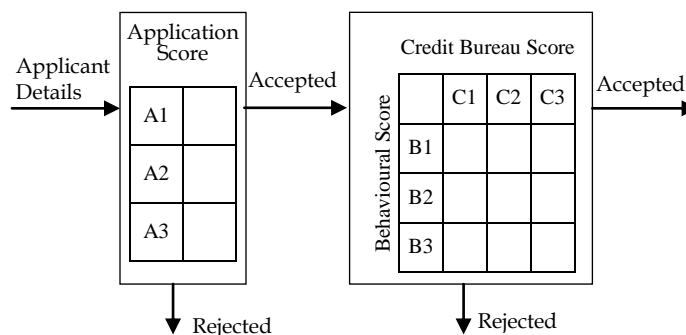 Applicant
Details
Application
Score
A1
A2
A3
Accepted
Rejected
Credit Bureau Score
Behavioural Score
C1 C2 C3
B1
B2
B3
Accepted
Rejected